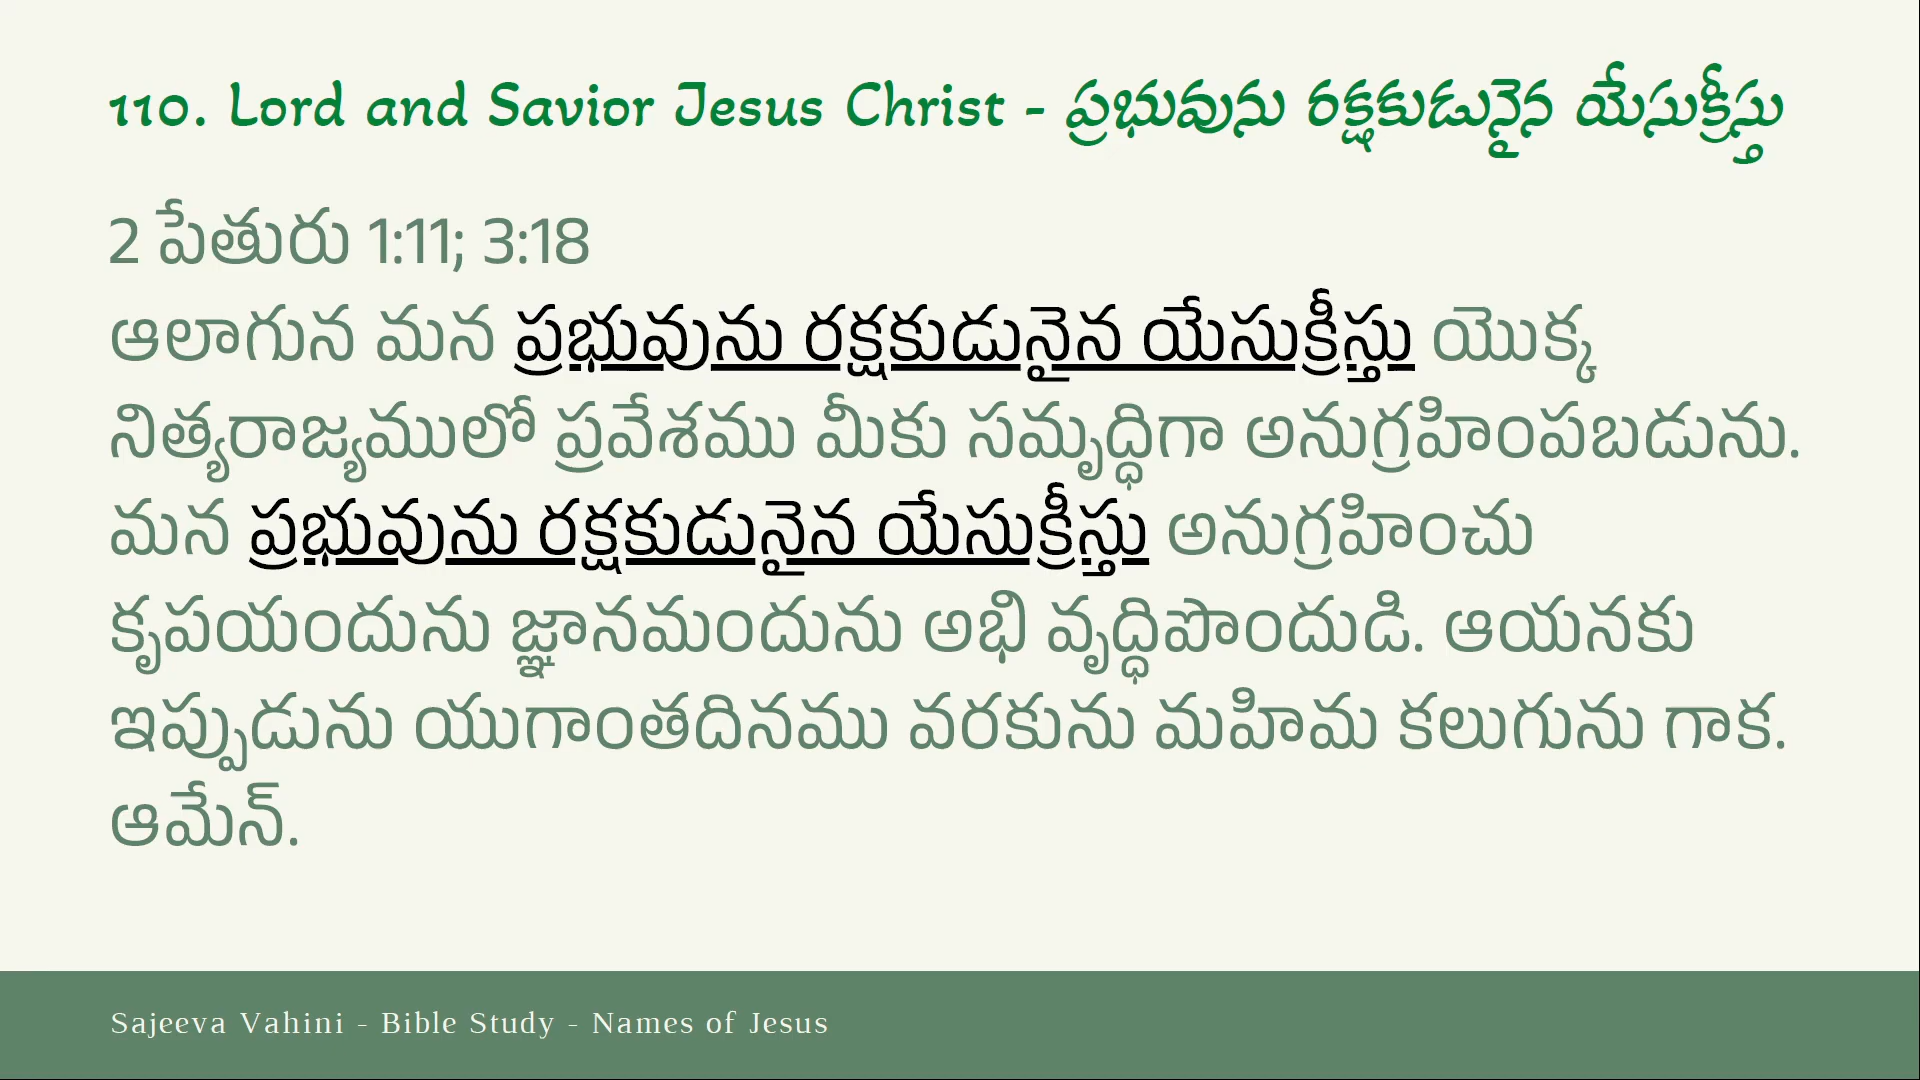 110. Lord and Savior Jesus Christ - ప్రభువును రక్షకుడునైన యేసుక్రీస్తు
2 పేతురు 1:11; 3:18
ఆలాగున మన ప్రభువును రక్షకుడునైన యేసుక్రీస్తు యొక్క
నిత్యరాజ్యములో ప్రవేశము మీకు సమృద్ధిగా అనుగ్రహింపబడును.
మన ప్రభువును రక్షకుడునైన యేసుక్రీస్తు అనుగ్రహించు
కృపయందును జ్ఞానమందును అభి వృద్ధిపొందుడి. ఆయనకు
ఇప్పుడును యుగాంతదినము వరకును మహిమ కలుగును గాక.
ఆమేన్.
Sajeeva Vahini - Bible Study - Names of Jesus